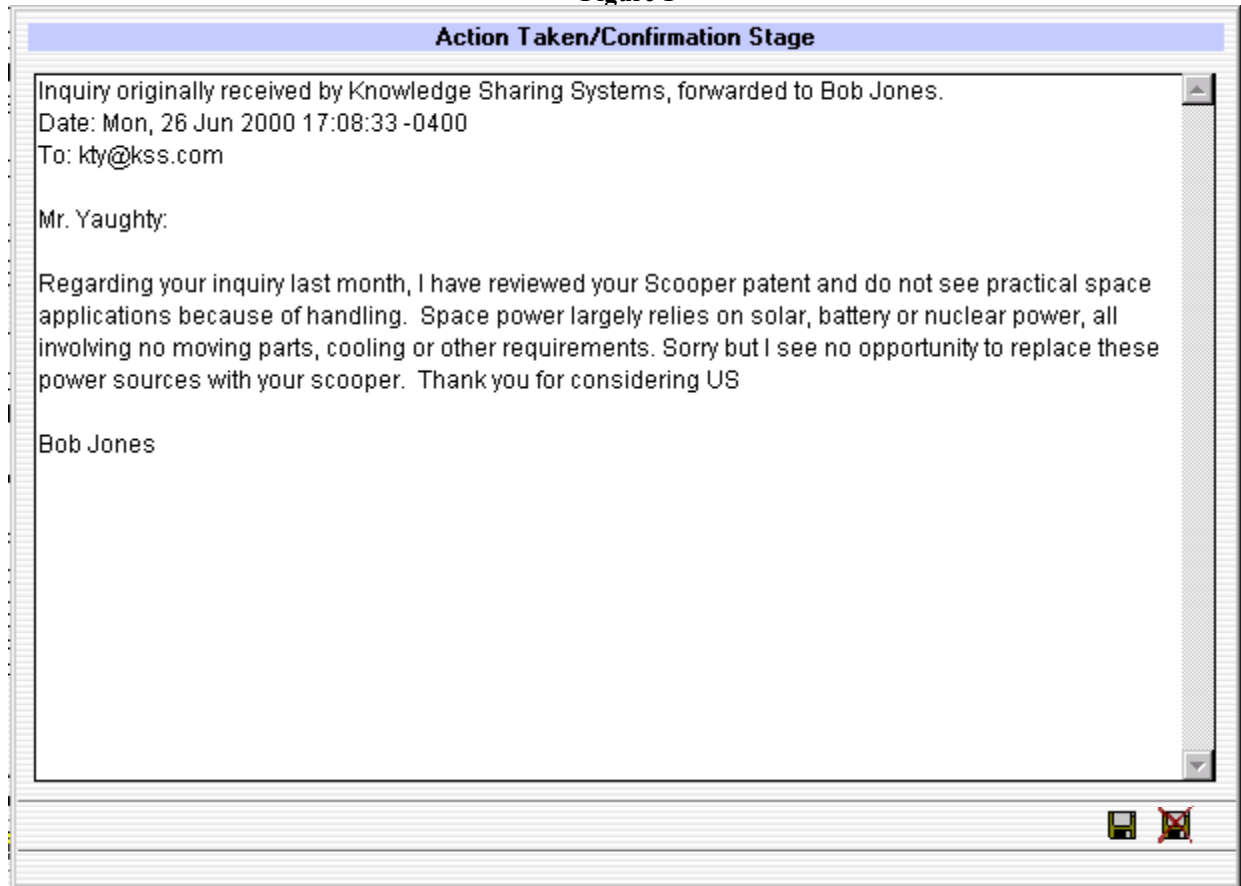 Action Taken/Confirmation Stage
Inquiry originally received by Knowledge Sharing Systems, forwarded to Bob Jones.
Date: Mon, 26 Jun 2000 17:08:33 -0400
To: kty@kss.com
Mr. Yaughty:
Regarding your inquiry last month, I have reviewed your Scooper patent and do not see practical space
applications because of handling.  Space power largely relies on solar, battery or nuclear power, all
involving no moving parts, cooling or other requirements. Sorry but I see no opportunity to replace these
power sources with your scooper.  Thank you for considering US
Bob Jones